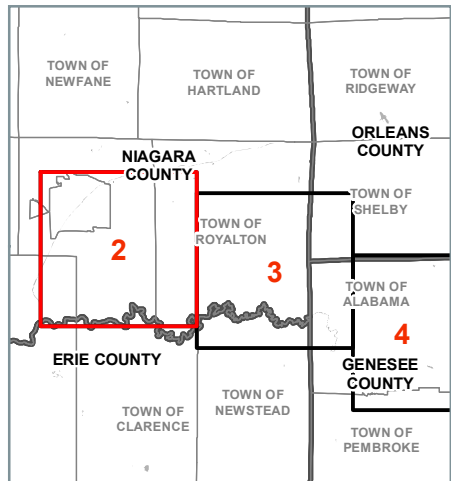 TOWN OF
NEWFANE
TOWN OF
HARTLAND
TOWN OF
RIDGEWAY
ORLEANS
COUNTY
NIAGARA
COUNTY
TOWN OF
SHELBY
TOWN OF
ROYALTON
2
3
TOWN OF
ALABAMA
4
ERIE COUNTY
GENESEE
COUNTY
TOWN OF
CLARENCE
TOWN OF
NEWSTEAD
TOWN OF
PEMBROKE